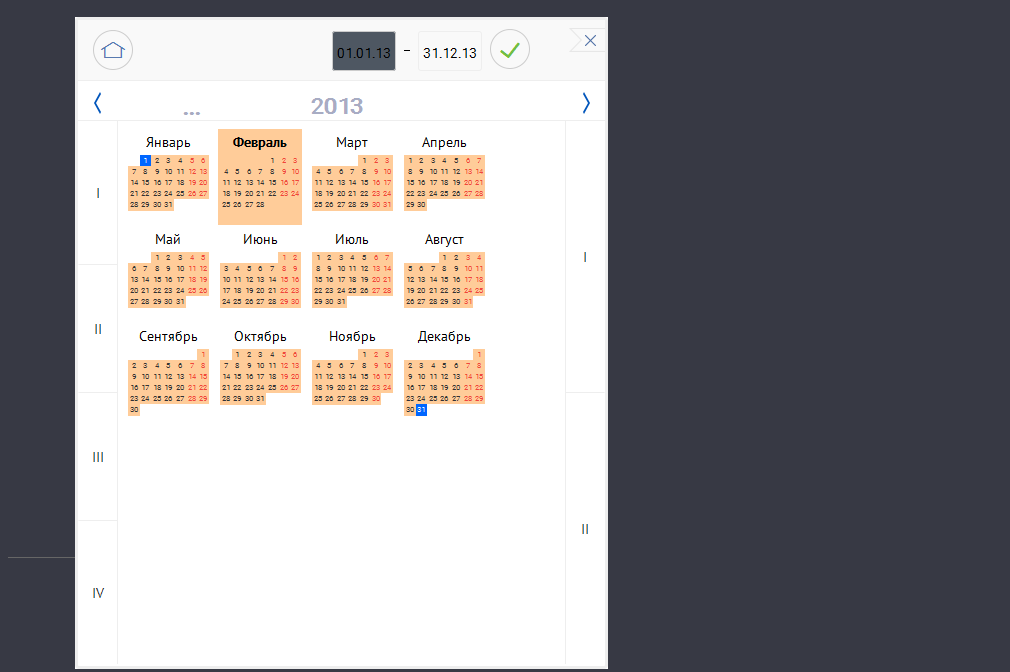 01.01.13 – 31.12.13
... 2013
Январь Февраль Март Апрель
1 2 3 4 5 6 1 2 3 1 2 3 1 2 3 4 5 6 7
7 8 9 10 11 12 13 4 5 6 7 8 9 10 4 5 6 7 8 9 10 8 9 10 11 12 13 14
14 15 16 17 18 19 20 11 12 13 14 15 16 17 11 12 13 14 15 16 17 15 16 17 18 19 20 21
21 22 23 24 25 26 27 18 19 20 21 22 23 24 18 19 20 21 22 23 24 22 23 24 25 26 27 28
28 29 30 31 25 26 27 28 25 26 27 28 29 30 31 29 30
I
Май Июнь Июль Август
1 2 3 4 5 1 2 1 2 3 4 5 6 7 1 2 3 4
6 7 8 9 10 11 12 3 4 5 6 7 8 9 8 9 10 11 12 13 14 5 6 7 8 9 10 11
13 14 15 16 17 18 19 10 11 12 13 14 15 16 15 16 17 18 19 20 21 12 13 14 15 16 17 18
20 21 22 23 24 25 26 17 18 19 20 21 22 23 22 23 24 25 26 27 28 19 20 21 22 23 24 25
27 28 29 30 31 24 25 26 27 28 29 30 29 30 31 26 27 28 29 30 31
I
II
Сентябрь Октябрь Ноябрь Декабрь
1 1 2 3 4 5 6 1 2 3 1
2 3 4 5 6 7 8 7 8 9 10 11 12 13 4 5 6 7 8 9 10 2 3 4 5 6 7 8
9 10 11 12 13 14 15 14 15 16 17 18 19 20 11 12 13 14 15 16 17 9 10 11 12 13 14 15
16 17 18 19 20 21 22 21 22 23 24 25 26 27 18 19 20 21 22 23 24 16 17 18 19 20 21 22
23 24 25 26 27 28 29 28 29 30 31 25 26 27 28 29 30 23 24 25 26 27 28 29
30 30 31
III
II
IV